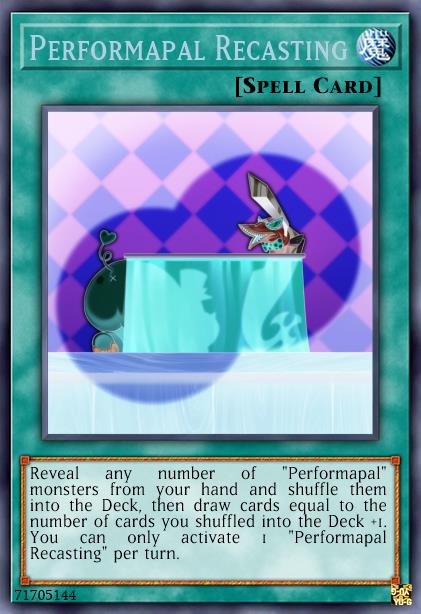 Performapal Recasting
魔
[Spell Card]
Reveal any number of "Performapal"
monsters from your hand and shuffle them
into the Deck, then draw cards equal to the
number of cards you shuffled into the Deck +1.
You can only activate 1 "Performapal
Recasting" per turn.
71705144